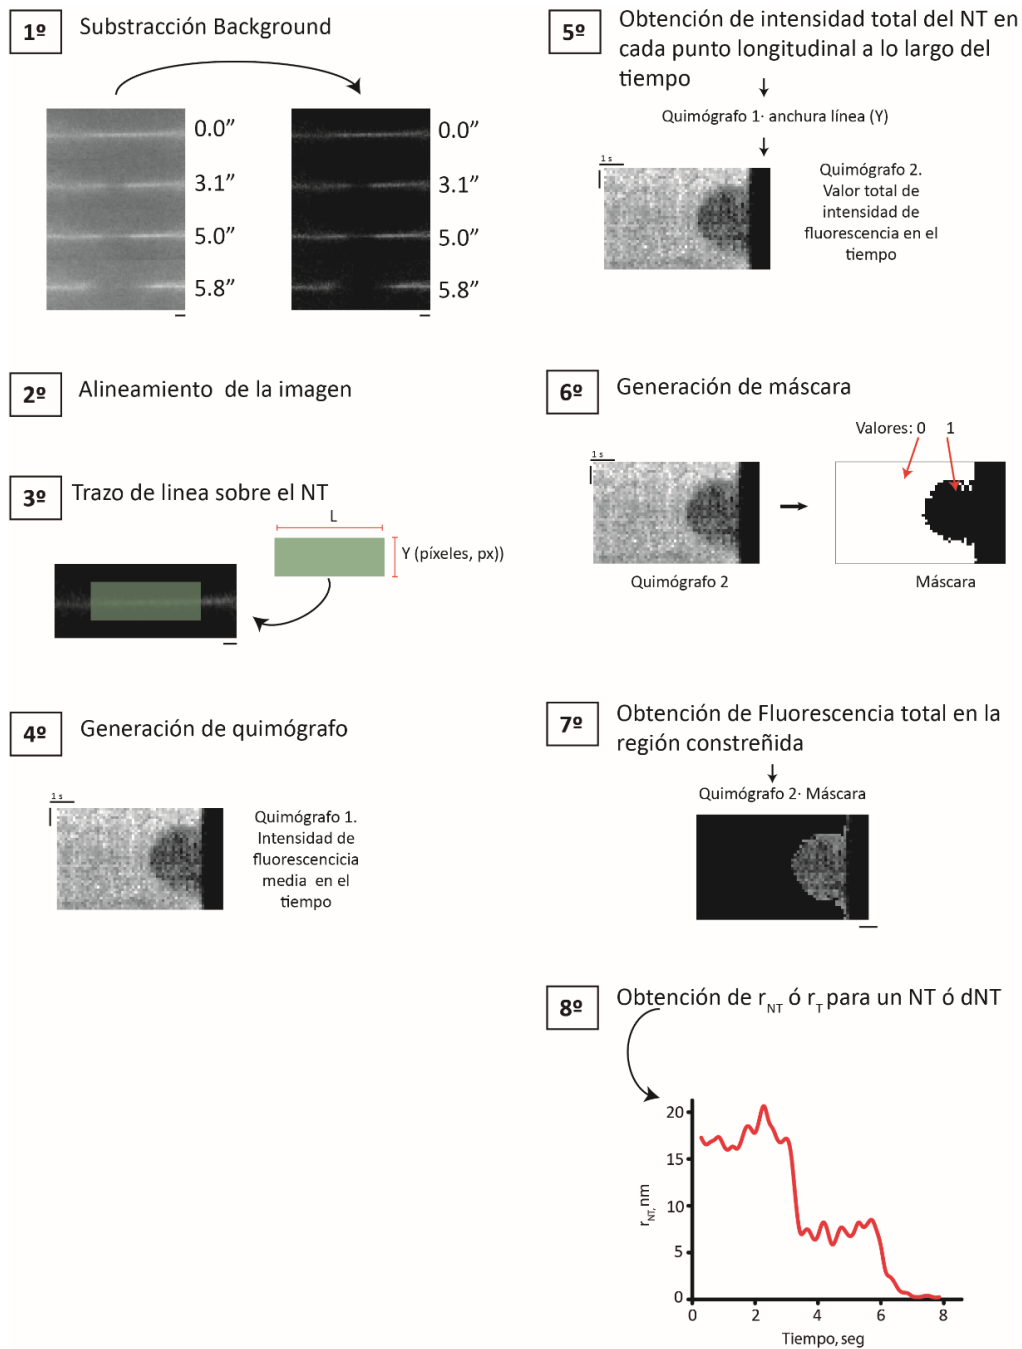 1º
Substracción Background
0.0”
3.1”
5.0”
5.8”
0.0”
3.1”
5.0”
5.8”
2º
Alineamiento de la imagen
3º
Trazo de linea sobre el NT
L
Y (píxeles, px))
4º
Generación de quimógrafo
1 s
Quimógrafo 1.
Intensidad de
fluorescencicia
media en el
tiempo
5º
Obtención de intensidad total del NT en
cada punto longitudinal a lo largo del
tiempo
Quimógrafo 1· anchura línea (Y)
1 s
Quimógrafo 2.
Valor total de
intensidad de
fluorescencia en el
tiempo
6º
Generación de máscara
Valores: 0 1
1 s
Quimógrafo 2
Máscara
7º
Obtención de Fluorescencia total en la
región constreñida
Quimógrafo 2· Máscara
8º
Obtención de rNT ó rT para un NT ó dNT
20
15
10
5
0
rNT, nm
0 2 4 6 8
Tiempo, seg